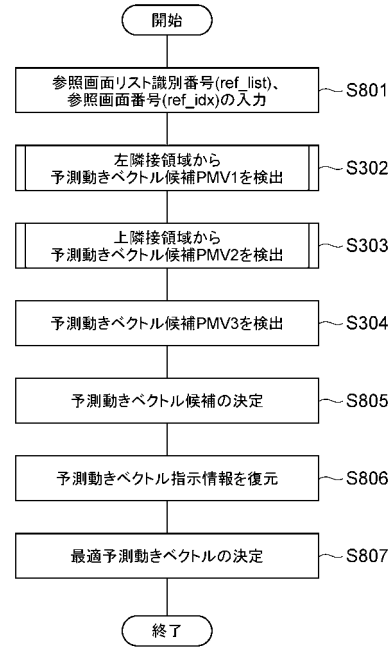 開始
参照画面リスト識別番号(ref_list)、
参照画面番号(ref_idx)の入力
S801
左隣接領域から
予測動きベクトル候補PMV1を検出
S302
上隣接領域から
予測動きベクトル候補PMV2を検出
S303
予測動きベクトル候補PMV3を検出
S304
予測動きベクトル候補の決定
S805
予測動きベクトル指示情報を復元
S806
最適予測動きベクトルの決定
S807
終了